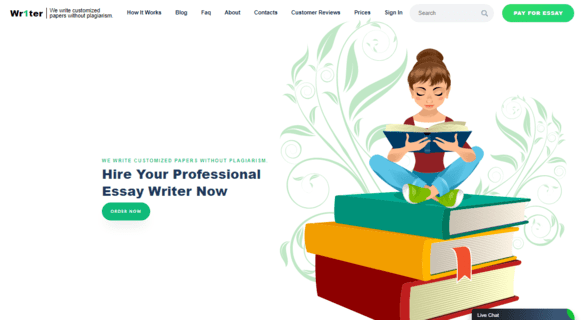 Wr1ter
We write customized
papers without plagiarism.
How It Works
Blog
Faq
About
Contacts
Customer Reviews
Prices
Sign In
Search
PAY FOR ESSAY
WE WRITE CUSTOMIZED PAPERS WITHOUT PLAGIARISM
Hire Your Professional
Essay Writer Now
ORDER NOW
Live Chat